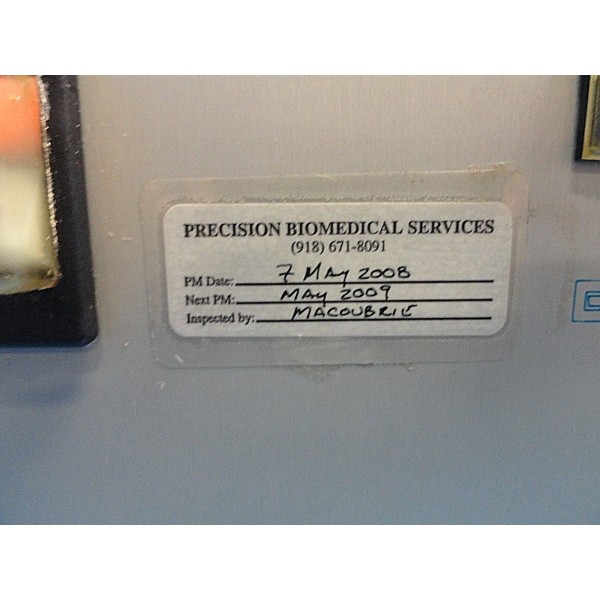 PRECISION BIOMEDICAL SERVICES
(918) 671-8091
PM Date: 7 MAY 2008
Next PM: MAY 2009
Inspected by: MACOUBRIE